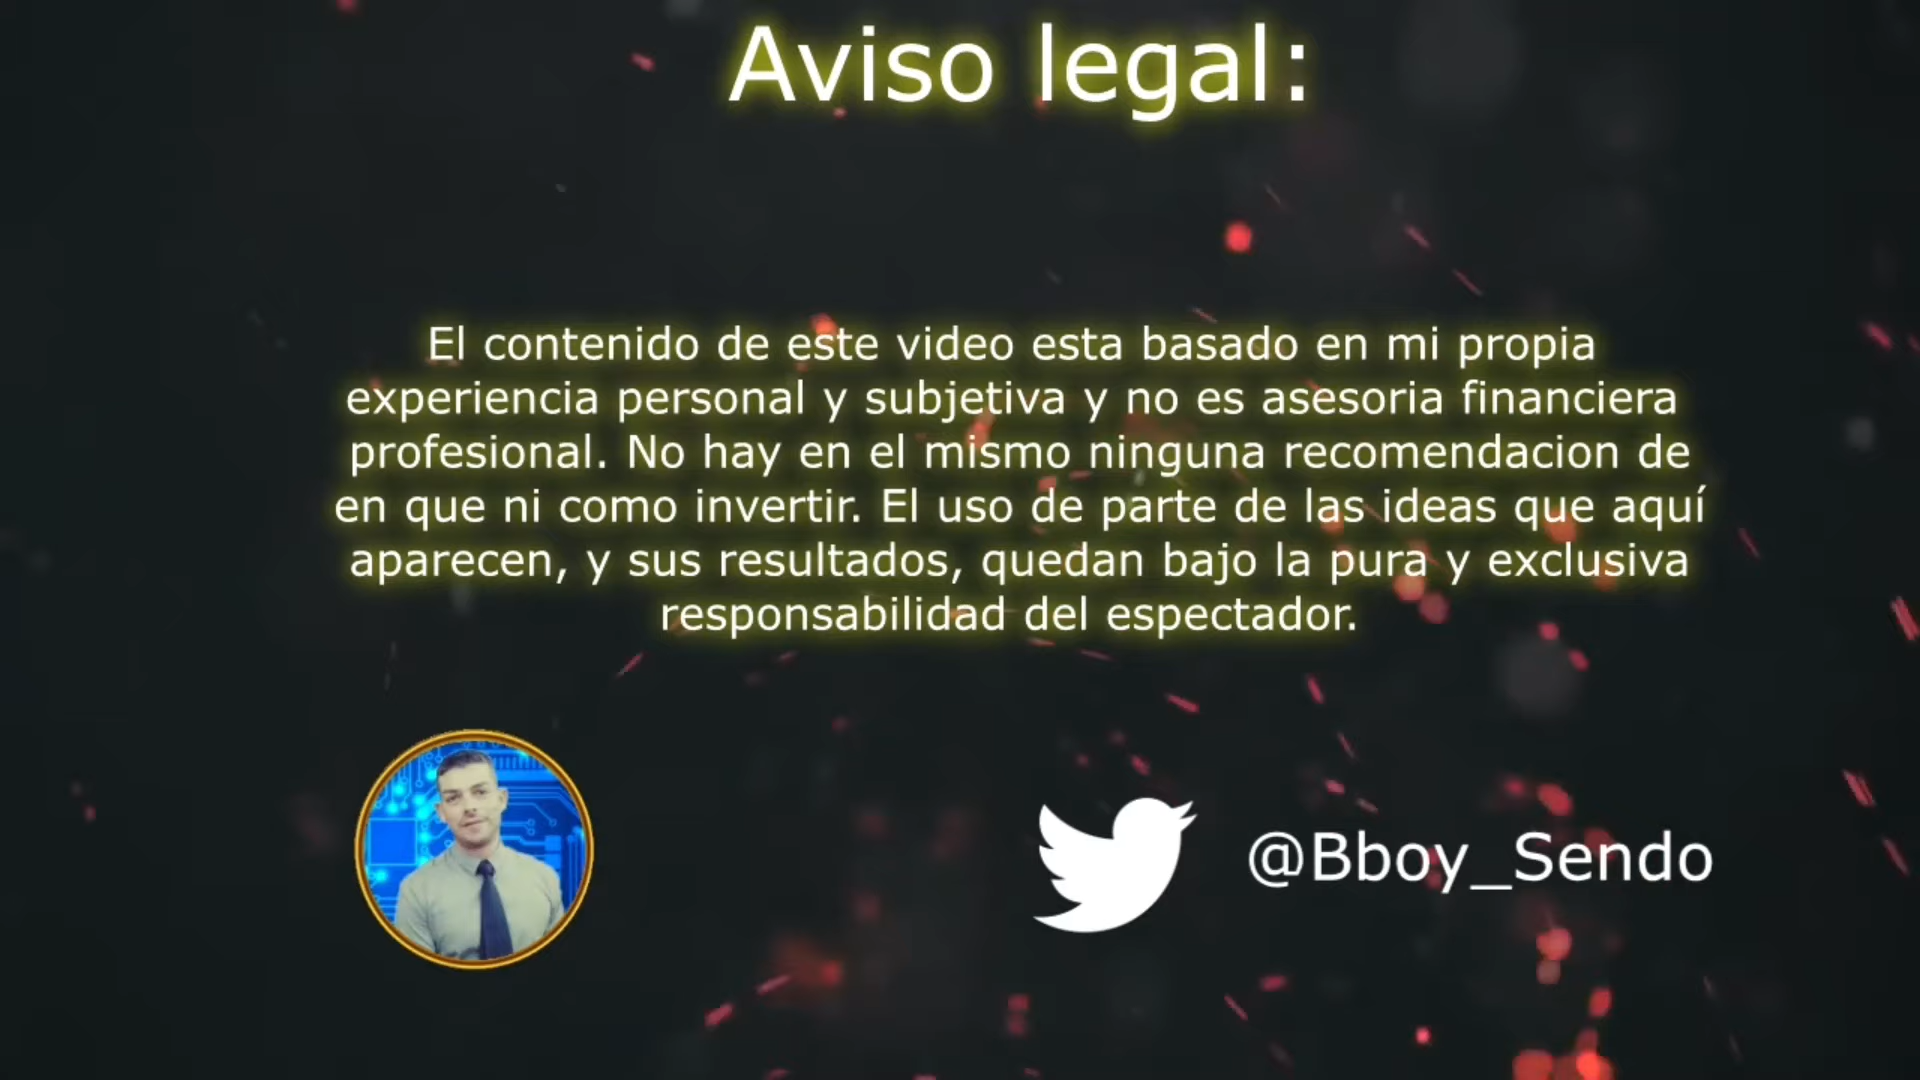 Aviso legal:
El contenido de este video esta basado en mi propia
experiencia personal y subjetiva y no es asesoria financiera
profesional. No hay en el mismo ninguna recomendacion de
en que ni como invertir. El uso de parte de las ideas que aquí
aparecen, y sus resultados, quedan bajo la pura y exclusiva
responsabilidad del espectador.
@Bboy_Sendo